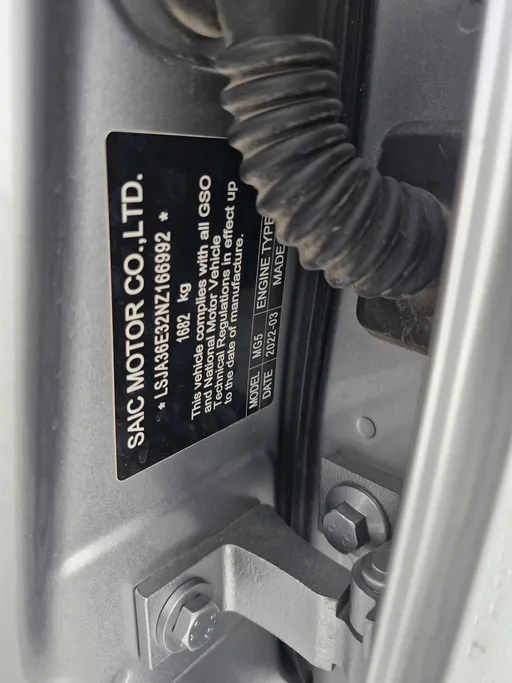 SAIC MOTOR CO.,LTD.
* LSJA36E32NZ166992 *
1682 kg
This vehicle complies with all GSO
and National Motor Vehicle
Technical Regulations in effect up
to the date of manufacture.
MODEL MG5 ENGINE TYPE
DATE 2022-03 MADE